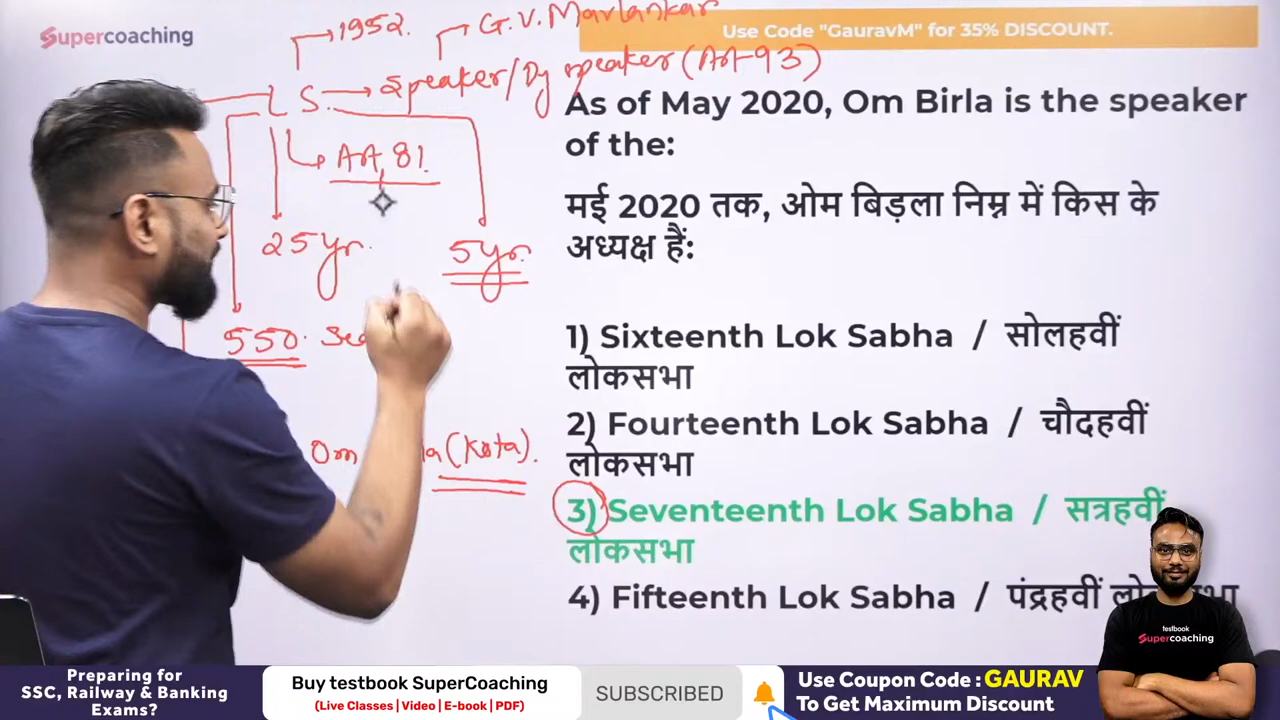 Supercoaching
Use Code "GauravM" for 35% DISCOUNT.
1952.
G.V. Mavlankar
L S. → Speaker/Dy speaker (AA-93)
AA, 81.
25 yr.
5 yr.
550.
Om
(Kota).
As of May 2020, Om Birla is the speaker
of the:
मई 2020 तक, ओम बिड़ला निम्न में किस के
अध्यक्ष हैं:
1) Sixteenth Lok Sabha / सोलहवीं
लोकसभा
2) Fourteenth Lok Sabha / चौदहवीं
लोकसभा
3) Seventeenth Lok Sabha / सत्रहवीं
लोकसभा
4) Fifteenth Lok Sabha / पंद्रहवीं
testbook
Supercoaching
Preparing for
SSC, Railway & Banking
Exams?
Buy testbook SuperCoaching
(Live Classes | Video | E-book | PDF)
SUBSCRIBED
Use Coupon Code : GAURAV
To Get Maximum Discount